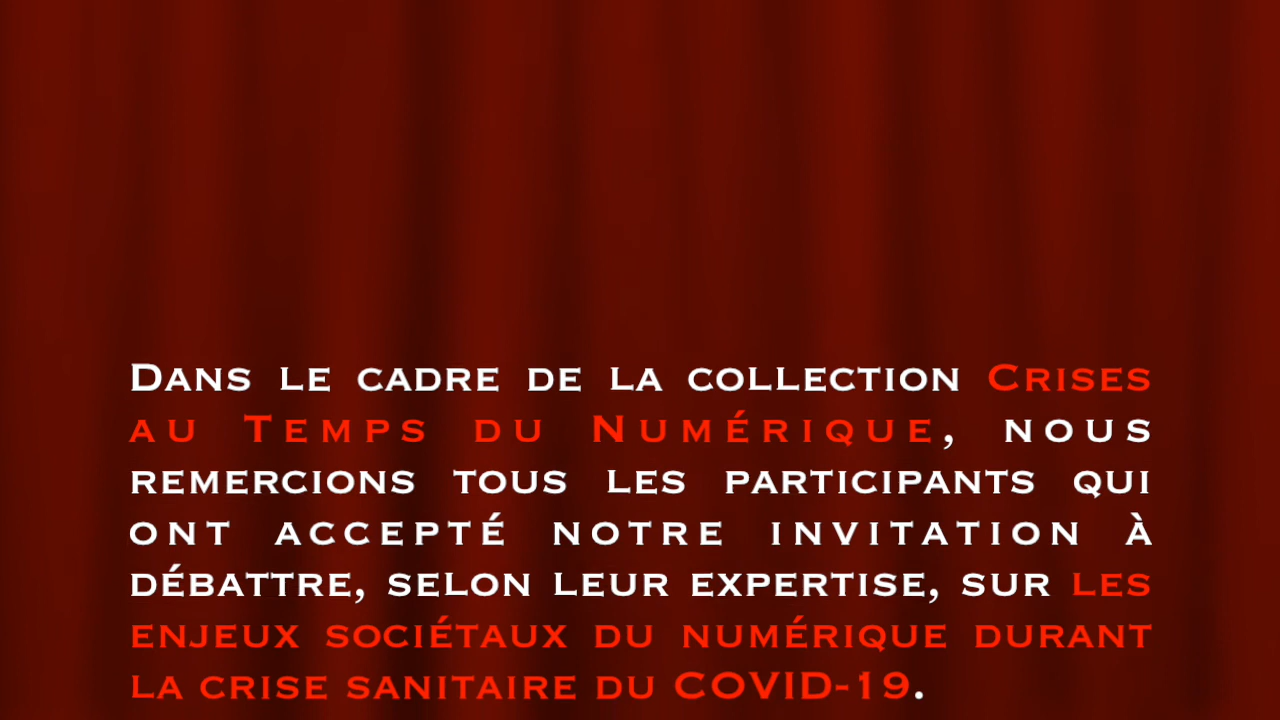 Dans le cadre de la collection Crises
au Temps du Numérique, nous
remercions tous les participants qui
ont accepté notre invitation à
débattre, selon leur expertise, sur les
enjeux sociétaux du numérique durant
la crise sanitaire du COVID-19.